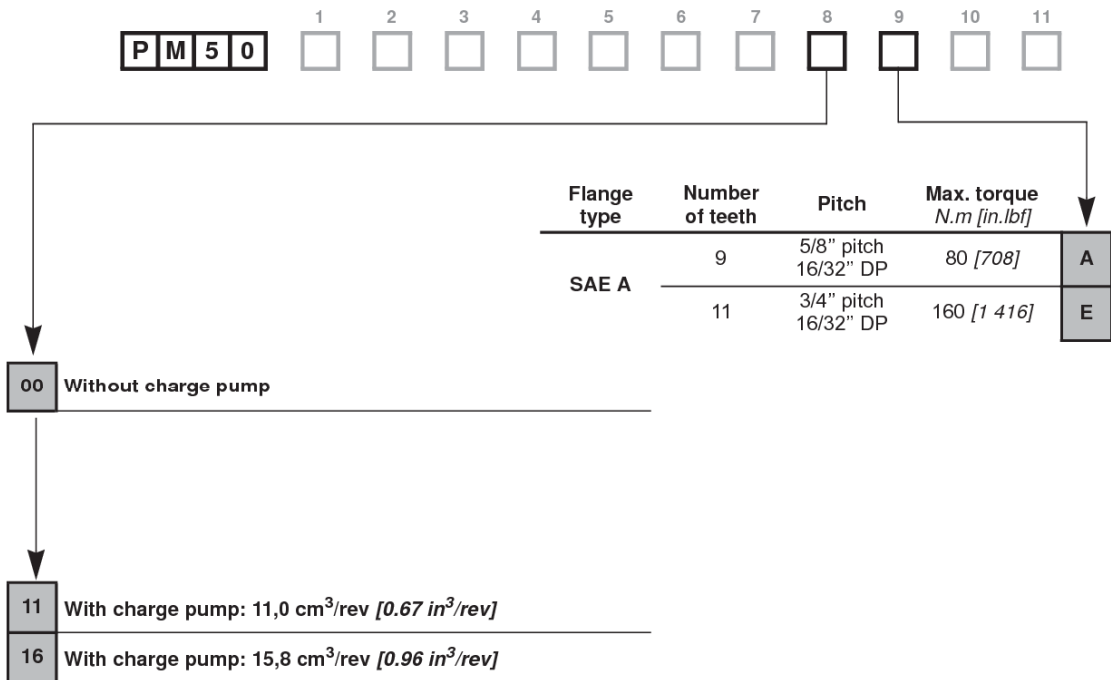 1 2 3 4 5 6 7 8 9 10 11
P M 5 0
Flange type Number of teeth Pitch Max. torque N.m [in.lbf]
SAE A
9 5/8” pitch 16/32” DP 80 [708] A
11 3/4” pitch 16/32” DP 160 [1 416] E
00 Without charge pump
11 With charge pump: 11,0 cm³/rev [0.67 in³/rev]
16 With charge pump: 15,8 cm³/rev [0.96 in³/rev]